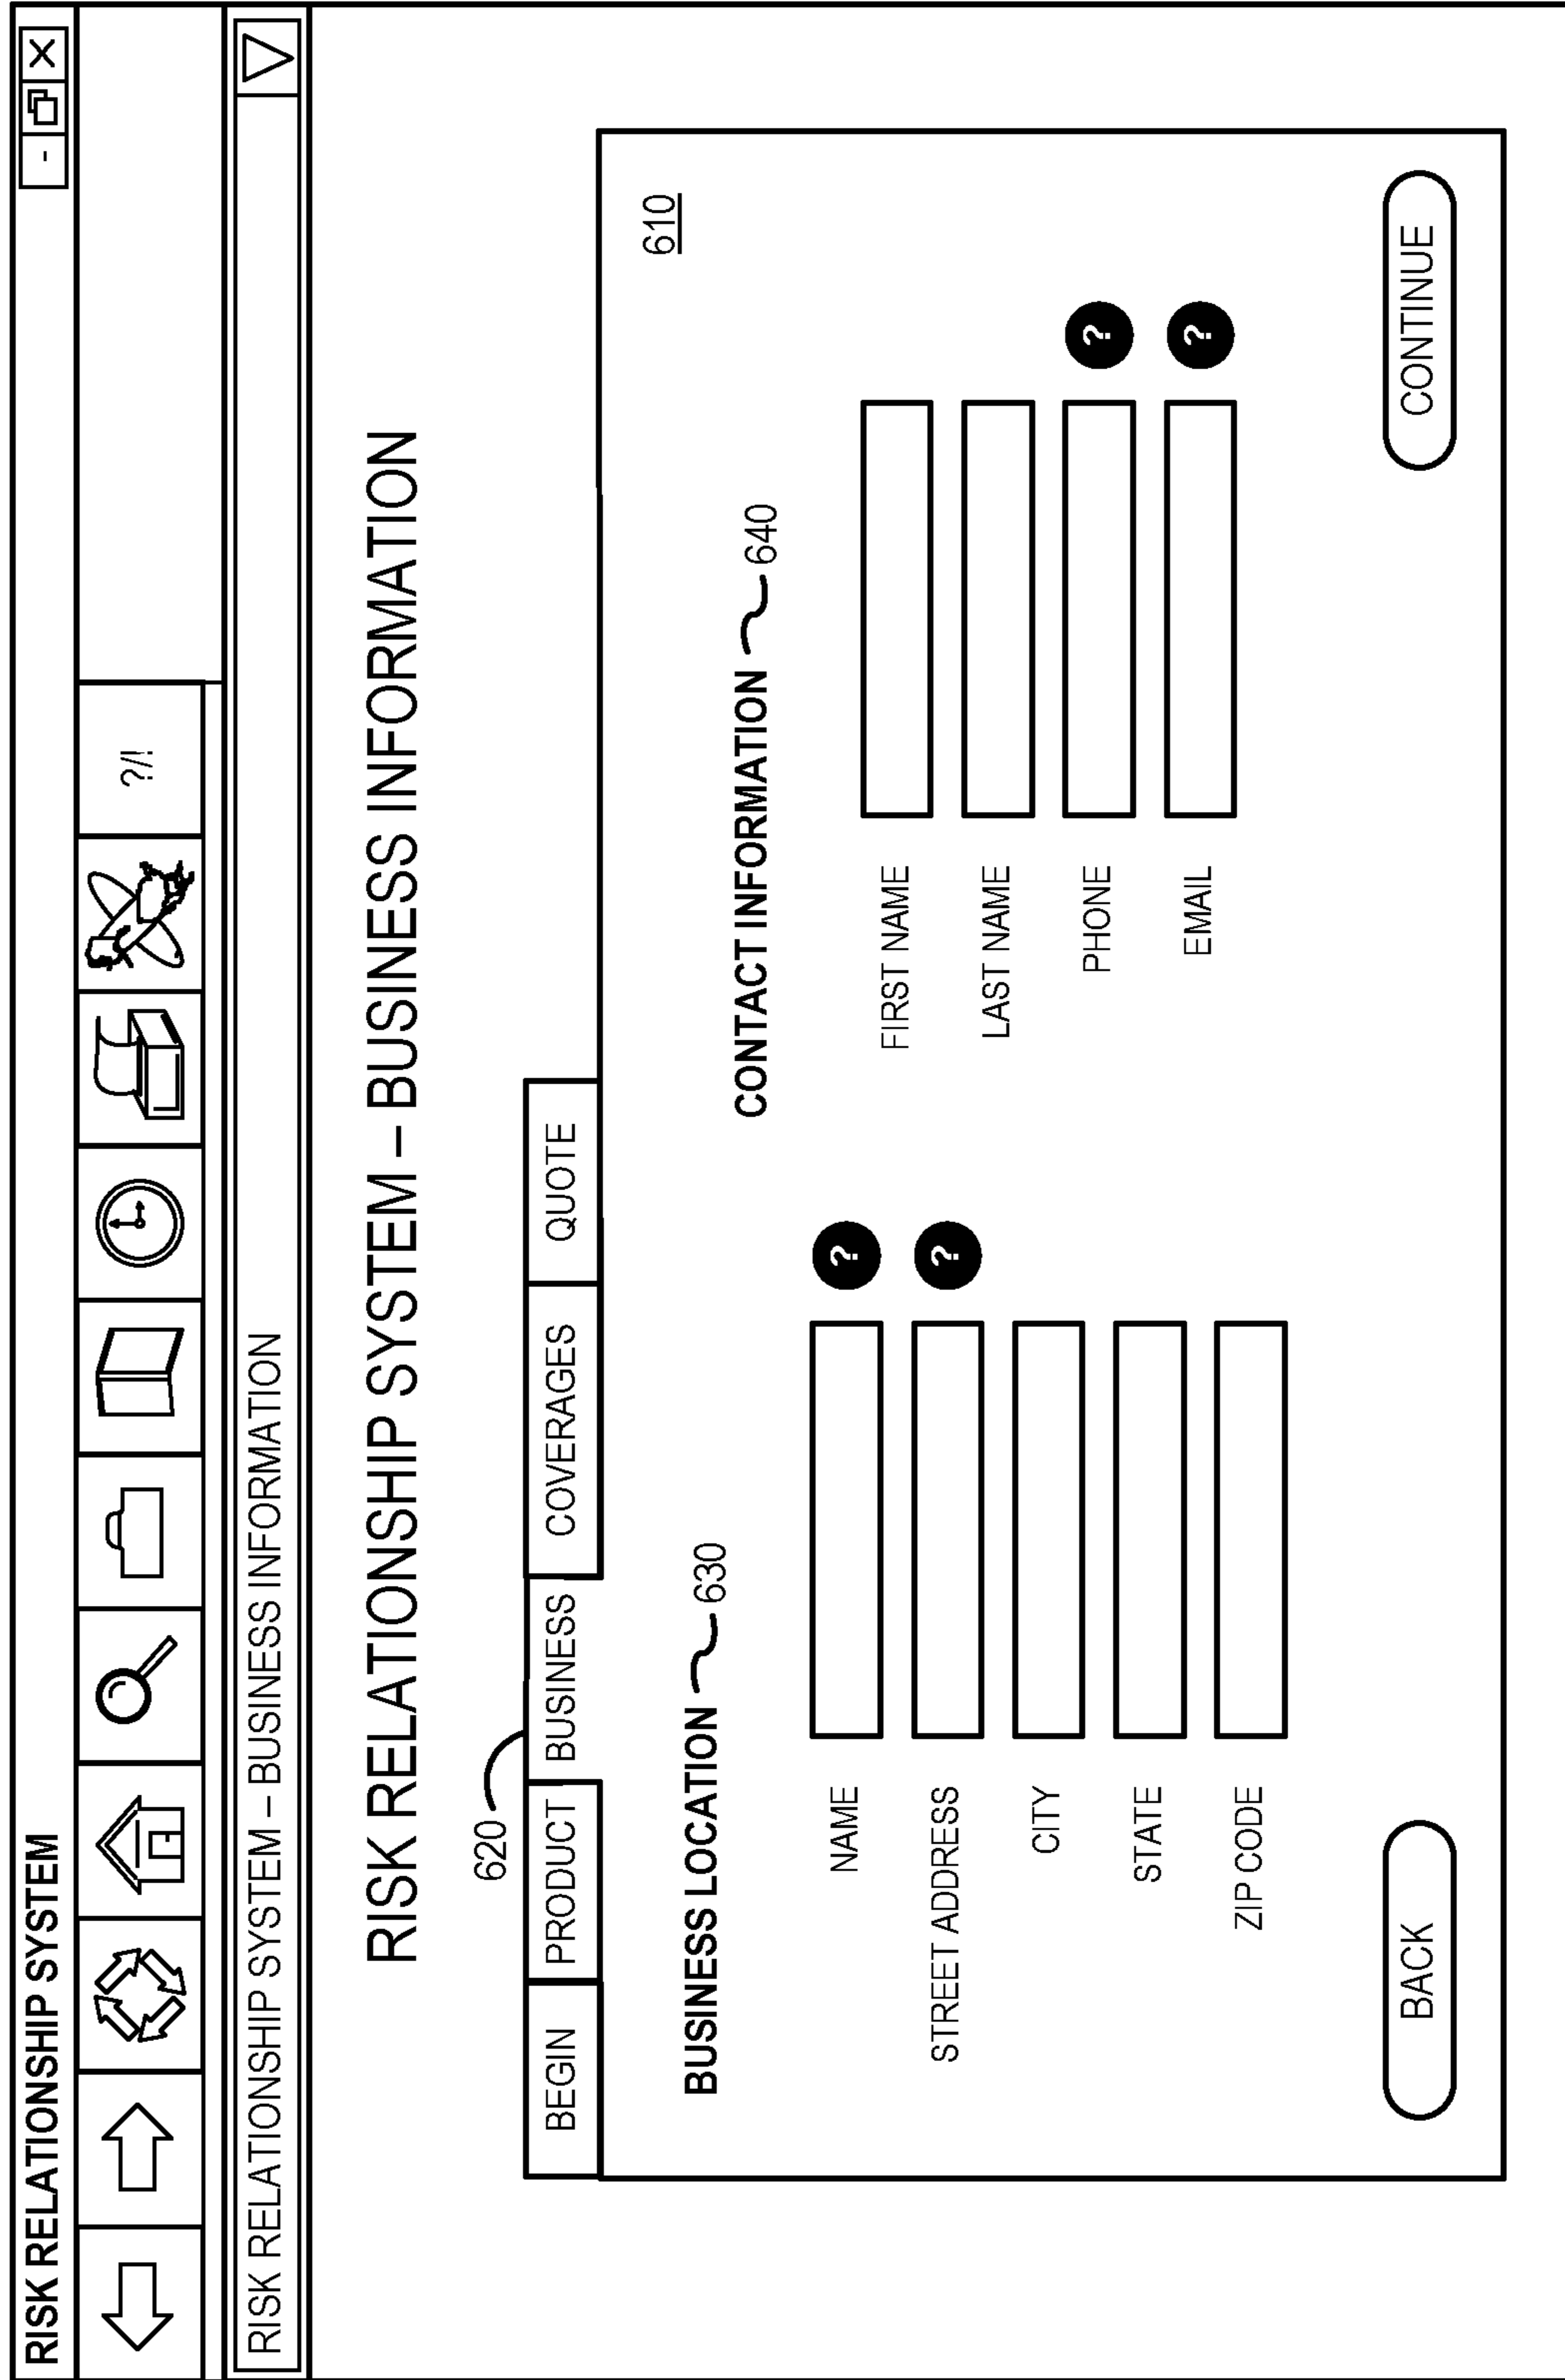 RISK RELATIONSHIP SYSTEM
- X
?/!
RISK RELATIONSHIP SYSTEM – BUSINESS INFORMATION
RISK RELATIONSHIP SYSTEM – BUSINESS INFORMATION
620
BEGIN PRODUCT BUSINESS COVERAGES QUOTE
610
BUSINESS LOCATION 630
NAME ?
STREET ADDRESS ?
CITY
STATE
ZIP CODE
CONTACT INFORMATION 640
FIRST NAME
LAST NAME
PHONE ?
EMAIL ?
BACK CONTINUE